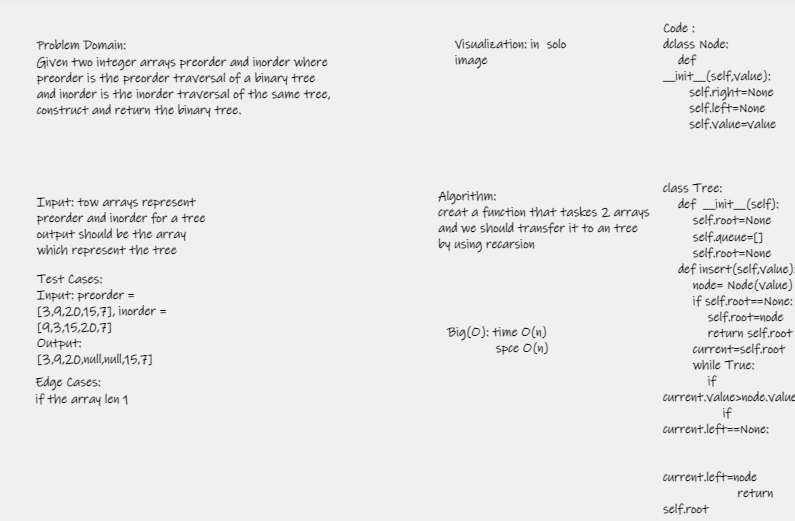 Problem Domain:
Given two integer arrays preorder and inorder where
preorder is the preorder traversal of a binary tree
and inorder is the inorder traversal of the same tree,
construct and return the binary tree.
Input: tow arrays represent
preorder and inorder for a tree
output should be the array
which represent the tree
Test Cases:
Input: preorder =
[3,9,20,15,7], inorder =
[9,3,15,20,7]
Output:
[3,9,20,null,null,15,7]
Edge Cases:
if the array len 1
Visualization: in solo
image
Algorithm:
creat a function that taskes 2 arrays
and we should transfer it to an tree
by using recarsion
Big(O): time O(n)
spce O(n)
Code :
dclass Node:
def
__init__(self,value):
self.right=None
self.left=None
self.value=value
class Tree:
def __init__(self):
self.root=None
self.queue=[]
self.root=None
def insert(self,value):
node= Node(value)
if self.root==None:
self.root=node
return self.root
current=self.root
while True:
if
current.value>node.value
if
current.left==None:
current.left=node
return
self.root